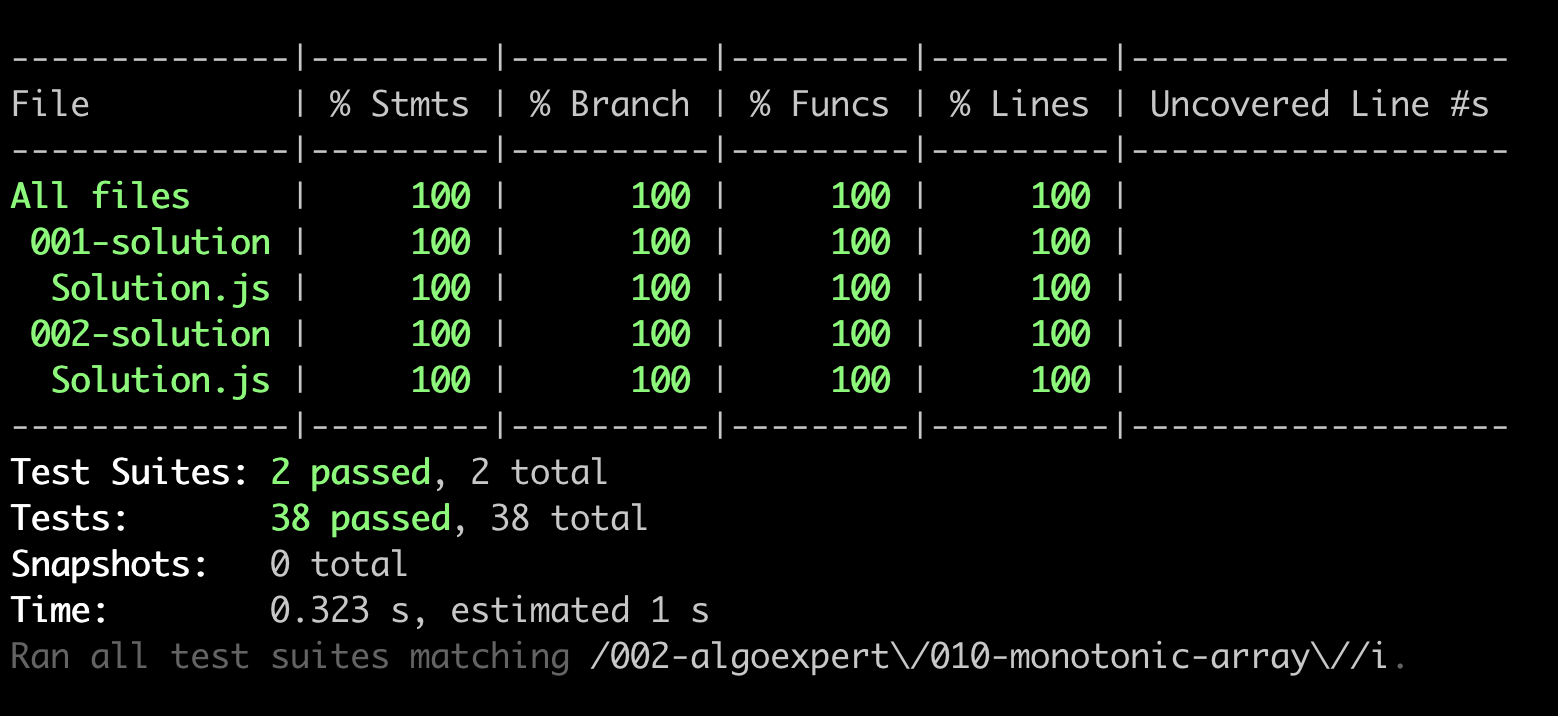 --------------|---------|----------|---------|---------|-------------------
File          | % Stmts | % Branch | % Funcs | % Lines | Uncovered Line #s
--------------|---------|----------|---------|---------|-------------------
All files     |     100 |      100 |     100 |     100 |
 001-solution |     100 |      100 |     100 |     100 |
  Solution.js |     100 |      100 |     100 |     100 |
 002-solution |     100 |      100 |     100 |     100 |
  Solution.js |     100 |      100 |     100 |     100 |
--------------|---------|----------|---------|---------|-------------------
Test Suites: 2 passed, 2 total
Tests:       38 passed, 38 total
Snapshots:   0 total
Time:        0.323 s, estimated 1 s
Ran all test suites matching /002-algoexpert\/010-monotonic-array\//i.